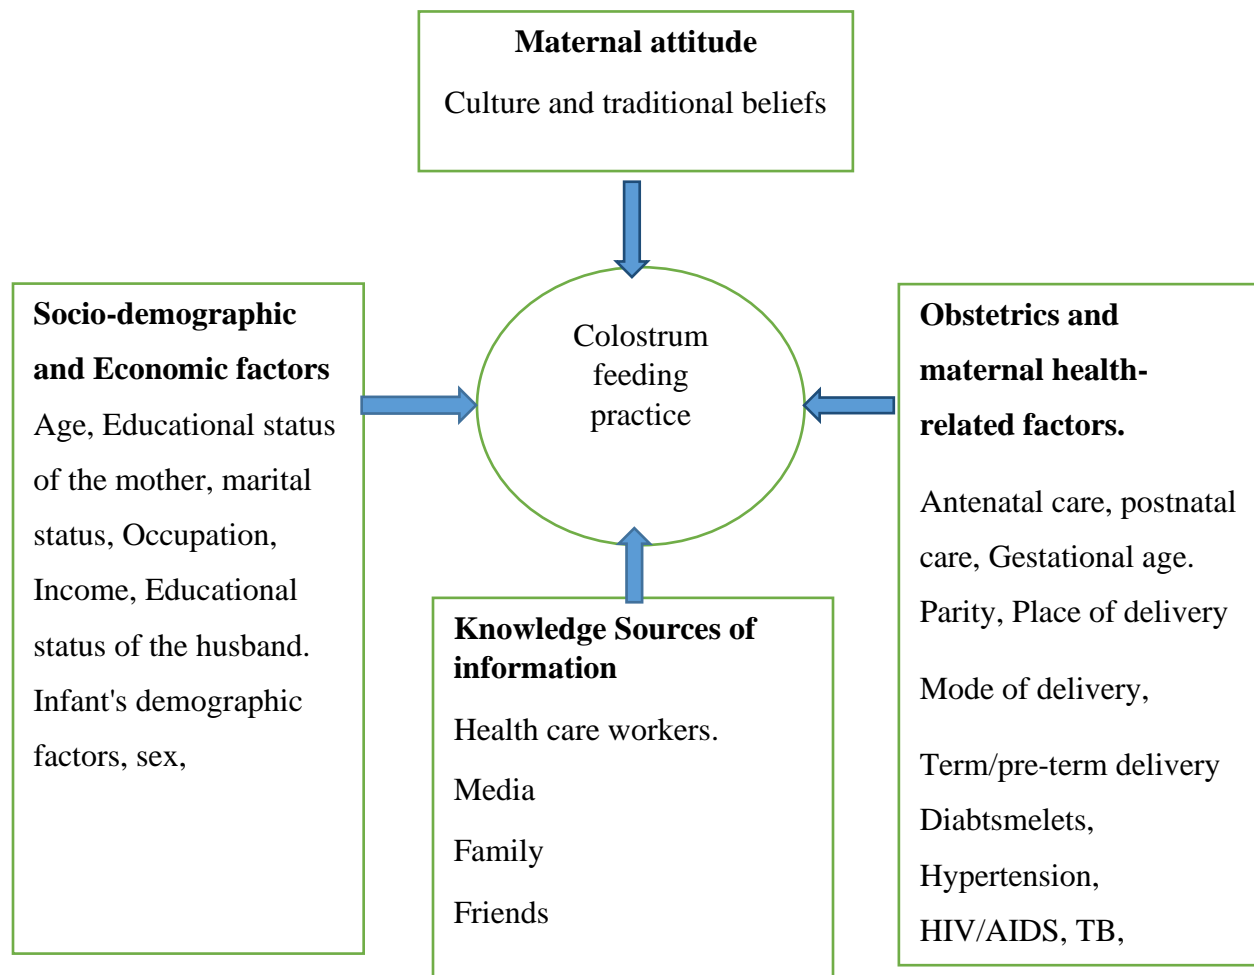 Maternal attitude
Culture and traditional beliefs
Socio-demographic
and Economic factors
Age, Educational status
of the mother, marital
status, Occupation,
Income, Educational
status of the husband.
Infant's demographic
factors, sex,
Colostrum
feeding
practice
Knowledge Sources of
information
Health care workers.
Media
Family
Friends
Obstetrics and
maternal health-
related factors.
Antenatal care, postnatal
care, Gestational age.
Parity, Place of delivery
Mode of delivery,
Term/pre-term delivery
Diabtsmelets,
Hypertension,
HIV/AIDS, TB,